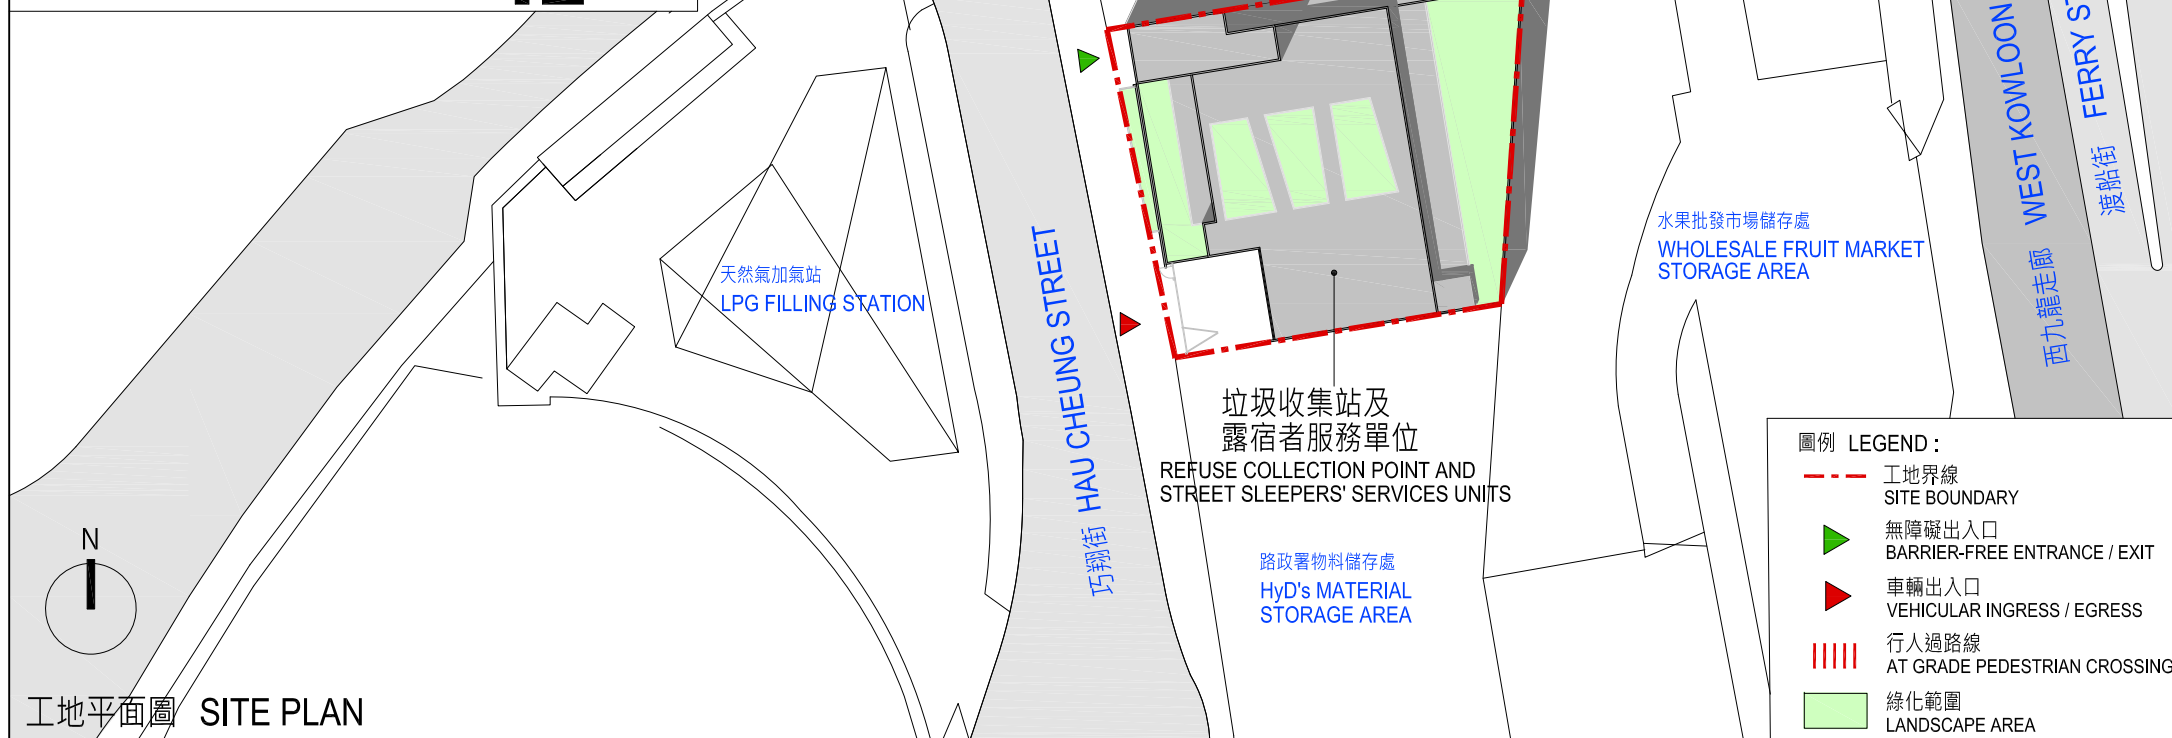 天然氣加氣站
LPG FILLING STATION
巧翔街 HAU CHEUNG STREET
垃圾收集站及
露宿者服務單位
REFUSE COLLECTION POINT AND
STREET SLEEPERS' SERVICES UNITS
路政署物料儲存處
HyD's MATERIAL
STORAGE AREA
水果批發市場儲存處
WHOLESALE FRUIT MARKET
STORAGE AREA
西九龍走廊 WEST KOWLOON
渡船街 FERRY ST
圖例 LEGEND :
工地界線
SITE BOUNDARY
無障礙出入口
BARRIER-FREE ENTRANCE / EXIT
車輛出入口
VEHICULAR INGRESS / EGRESS
行人過路線
AT GRADE PEDESTRIAN CROSSING
綠化範圍
LANDSCAPE AREA
N
工地平面圖 SITE PLAN